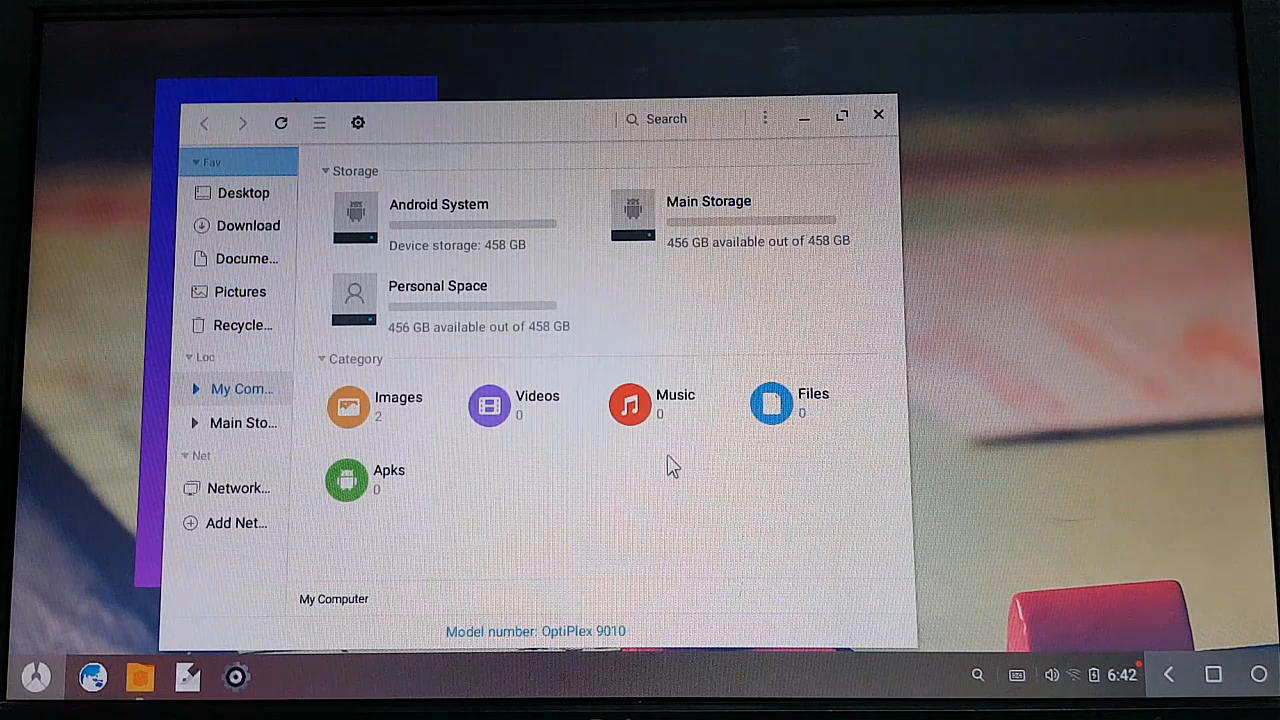 Search
Fav
Desktop
Download
Docume...
Pictures
Recycle...
Loc
My Com...
Main Sto...
Net
Network...
Add Net...
Storage
Android System
Device storage: 458 GB
Main Storage
456 GB available out of 458 GB
Personal Space
456 GB available out of 458 GB
Category
Images
2
Videos
0
Music
0
Files
0
Apks
0
My Computer
Model number: OptiPlex 9010
6:42